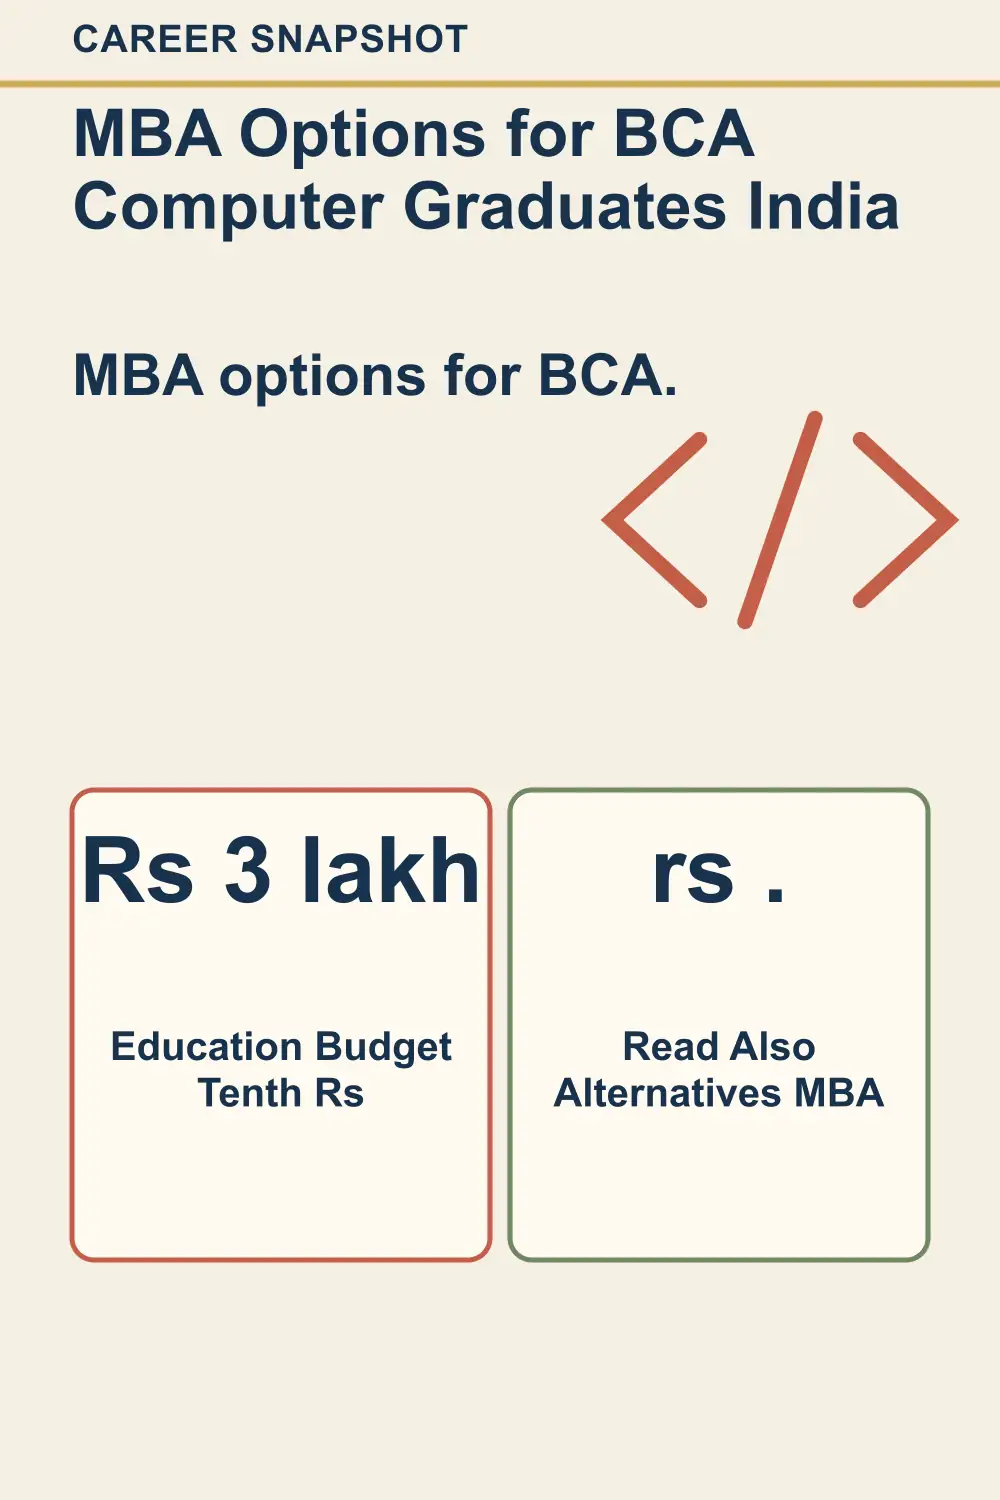 CAREER SNAPSHOT
MBA Options for BCA
Computer Graduates India
MBA options for BCA.
</>
Rs 3 lakh
Education Budget
Tenth Rs
rs .
Read Also
Alternatives MBA